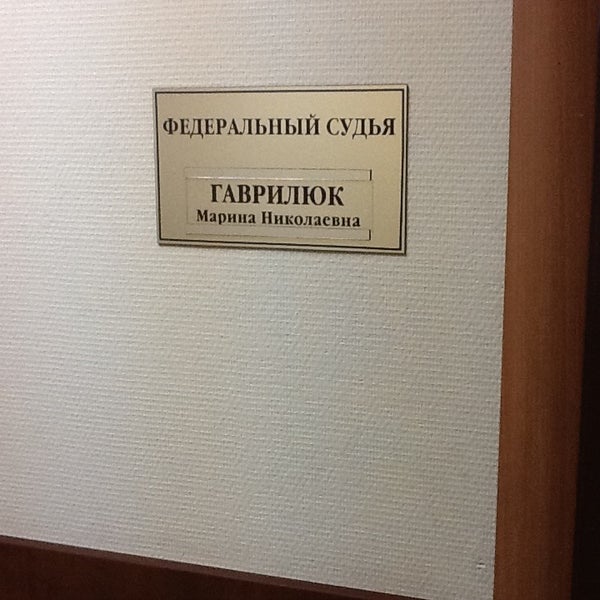 ФЕДЕРАЛЬНЫЙ СУДЬЯ
ГАВРИЛЮК
Марина Николаевна